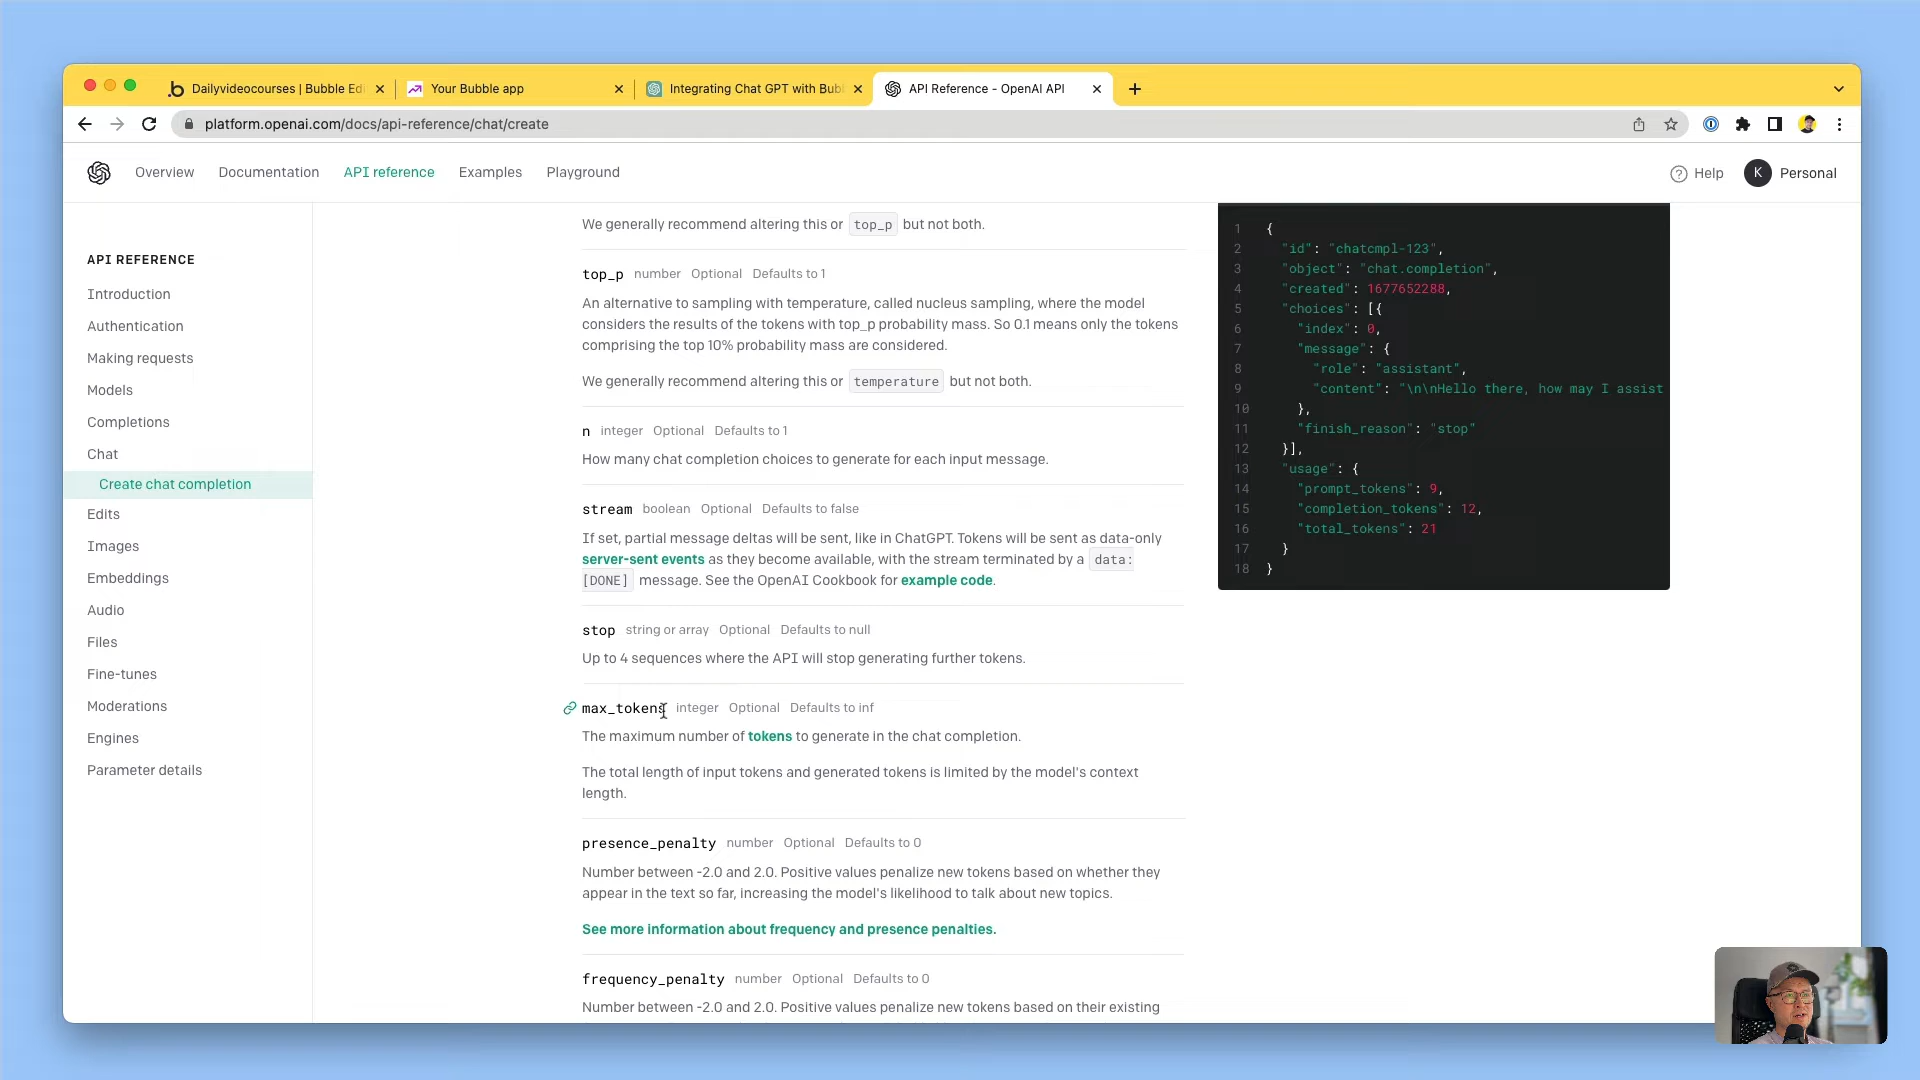 Dailyvideocourses | Bubble Ed
Your Bubble app
Integrating Chat GPT with Bubl
API Reference - OpenAI API
platform.openai.com/docs/api-reference/chat/create
Overview
Documentation
API reference
Examples
Playground
? Help
K Personal
API REFERENCE
Introduction
Authentication
Making requests
Models
Completions
Chat
Create chat completion
Edits
Images
Embeddings
Audio
Files
Fine-tunes
Moderations
Engines
Parameter details
We generally recommend altering this or top_p but not both.
top_p number Optional Defaults to 1
An alternative to sampling with temperature, called nucleus sampling, where the model
considers the results of the tokens with top_p probability mass. So 0.1 means only the tokens
comprising the top 10% probability mass are considered.
We generally recommend altering this or temperature but not both.
n integer Optional Defaults to 1
How many chat completion choices to generate for each input message.
stream boolean Optional Defaults to false
If set, partial message deltas will be sent, like in ChatGPT. Tokens will be sent as data-only
server-sent events as they become available, with the stream terminated by a data:
[DONE] message. See the OpenAI Cookbook for example code.
stop string or array Optional Defaults to null
Up to 4 sequences where the API will stop generating further tokens.
max_tokens integer Optional Defaults to inf
The maximum number of tokens to generate in the chat completion.
The total length of input tokens and generated tokens is limited by the model's context
length.
presence_penalty number Optional Defaults to 0
Number between -2.0 and 2.0. Positive values penalize new tokens based on whether they
appear in the text so far, increasing the model's likelihood to talk about new topics.
See more information about frequency and presence penalties.
frequency_penalty number Optional Defaults to 0
Number between -2.0 and 2.0. Positive values penalize new tokens based on their existing
1 {
2 "id": "chatcmpl-123",
3 "object": "chat.completion",
4 "created": 1677652288,
5 "choices": [{
6 "index": 0,
7 "message": {
8 "role": "assistant",
9 "content": "\n\nHello there, how may I assist
10 },
11 "finish_reason": "stop"
12 }],
13 "usage": {
14 "prompt_tokens": 9,
15 "completion_tokens": 12,
16 "total_tokens": 21
17 }
18 }